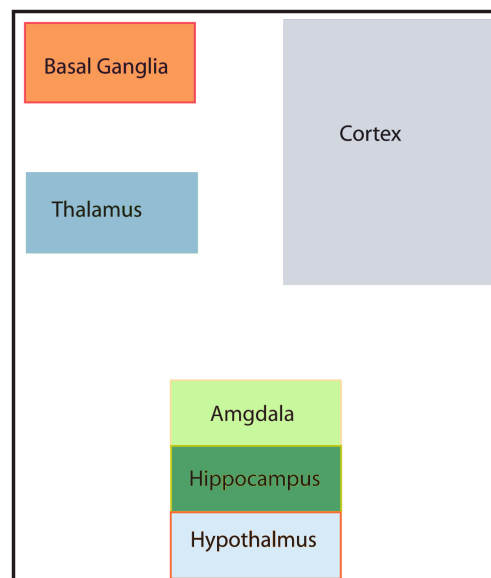 Basal Ganglia
Cortex
Thalamus
Amgdala
Hippocampus
Hypothalmus